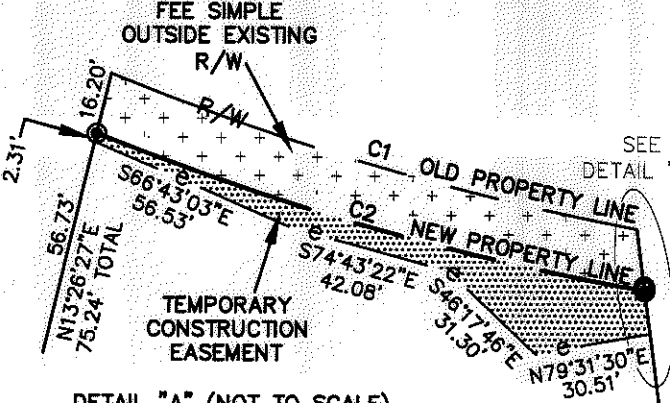 FEE SIMPLE
OUTSIDE EXISTING
R/W
16.20'
R/W
2.31'
C1 OLD PROPERTY LINE
SEE
DETAIL
S66°43'03"E
56.53'
C2 NEW PROPERTY LINE
56.73'
N13°26'27"E
75.24' TOTAL
e
e
S74°43'22"E
42.08'
e
S46°17'46"E
31.30'
e
N79°31'30"E
30.51'
TEMPORARY
CONSTRUCTION
EASEMENT
DETAIL "A" (NOT TO SCALE)